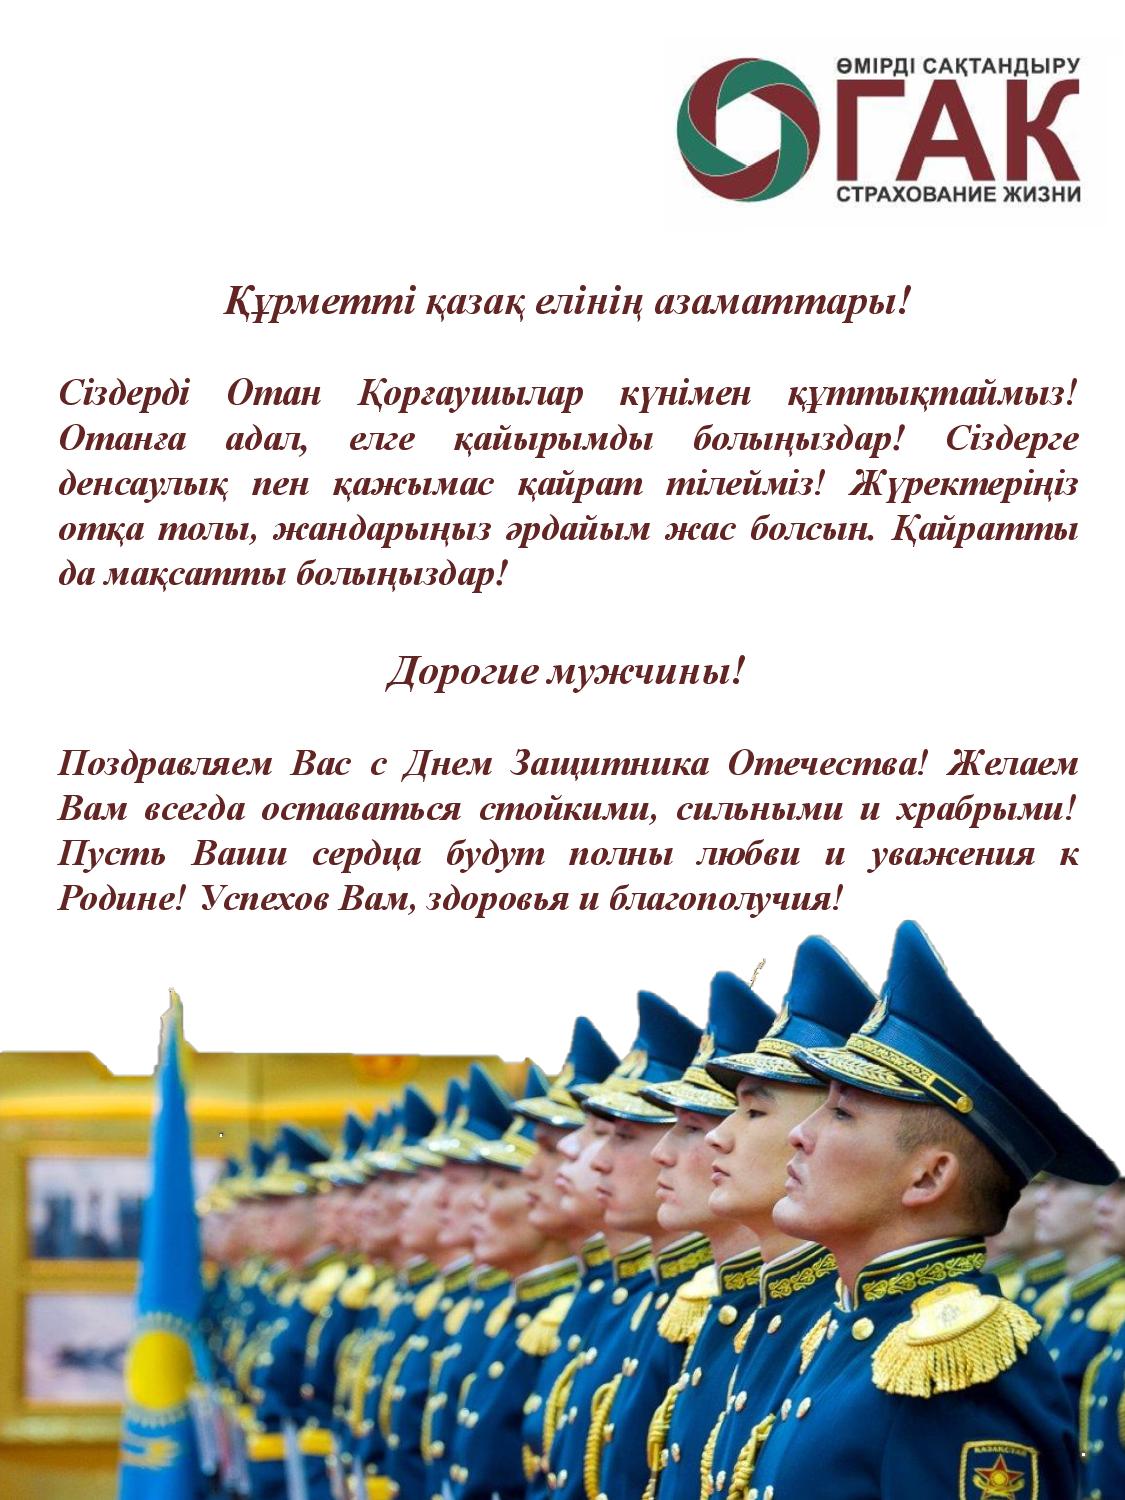 ӨМІРДІ САҚТАНДЫРУ
ГАК
СТРАХОВАНИЕ ЖИЗНИ
Құрметті қазақ елінің азаматтары!
Сіздерді Отан Қорғаушылар күнімен құттықтаймыз!
Отанға адал, елге қайырымды болыңыздар! Сіздерге
денсаулық пен қажымас қайрат тілейміз! Жүректеріңіз
отқа толы, жандарыңыз әрдайым жас болсын. Қайратты
да мақсатты болыңыздар!
Дорогие мужчины!
Поздравляем Вас с Днем Защитника Отечества! Желаем
Вам всегда оставаться стойкими, сильными и храбрыми!
Пусть Ваши сердца будут полны любви и уважения к
Родине! Успехов Вам, здоровья и благополучия!
ҚАЗАҚСТАН